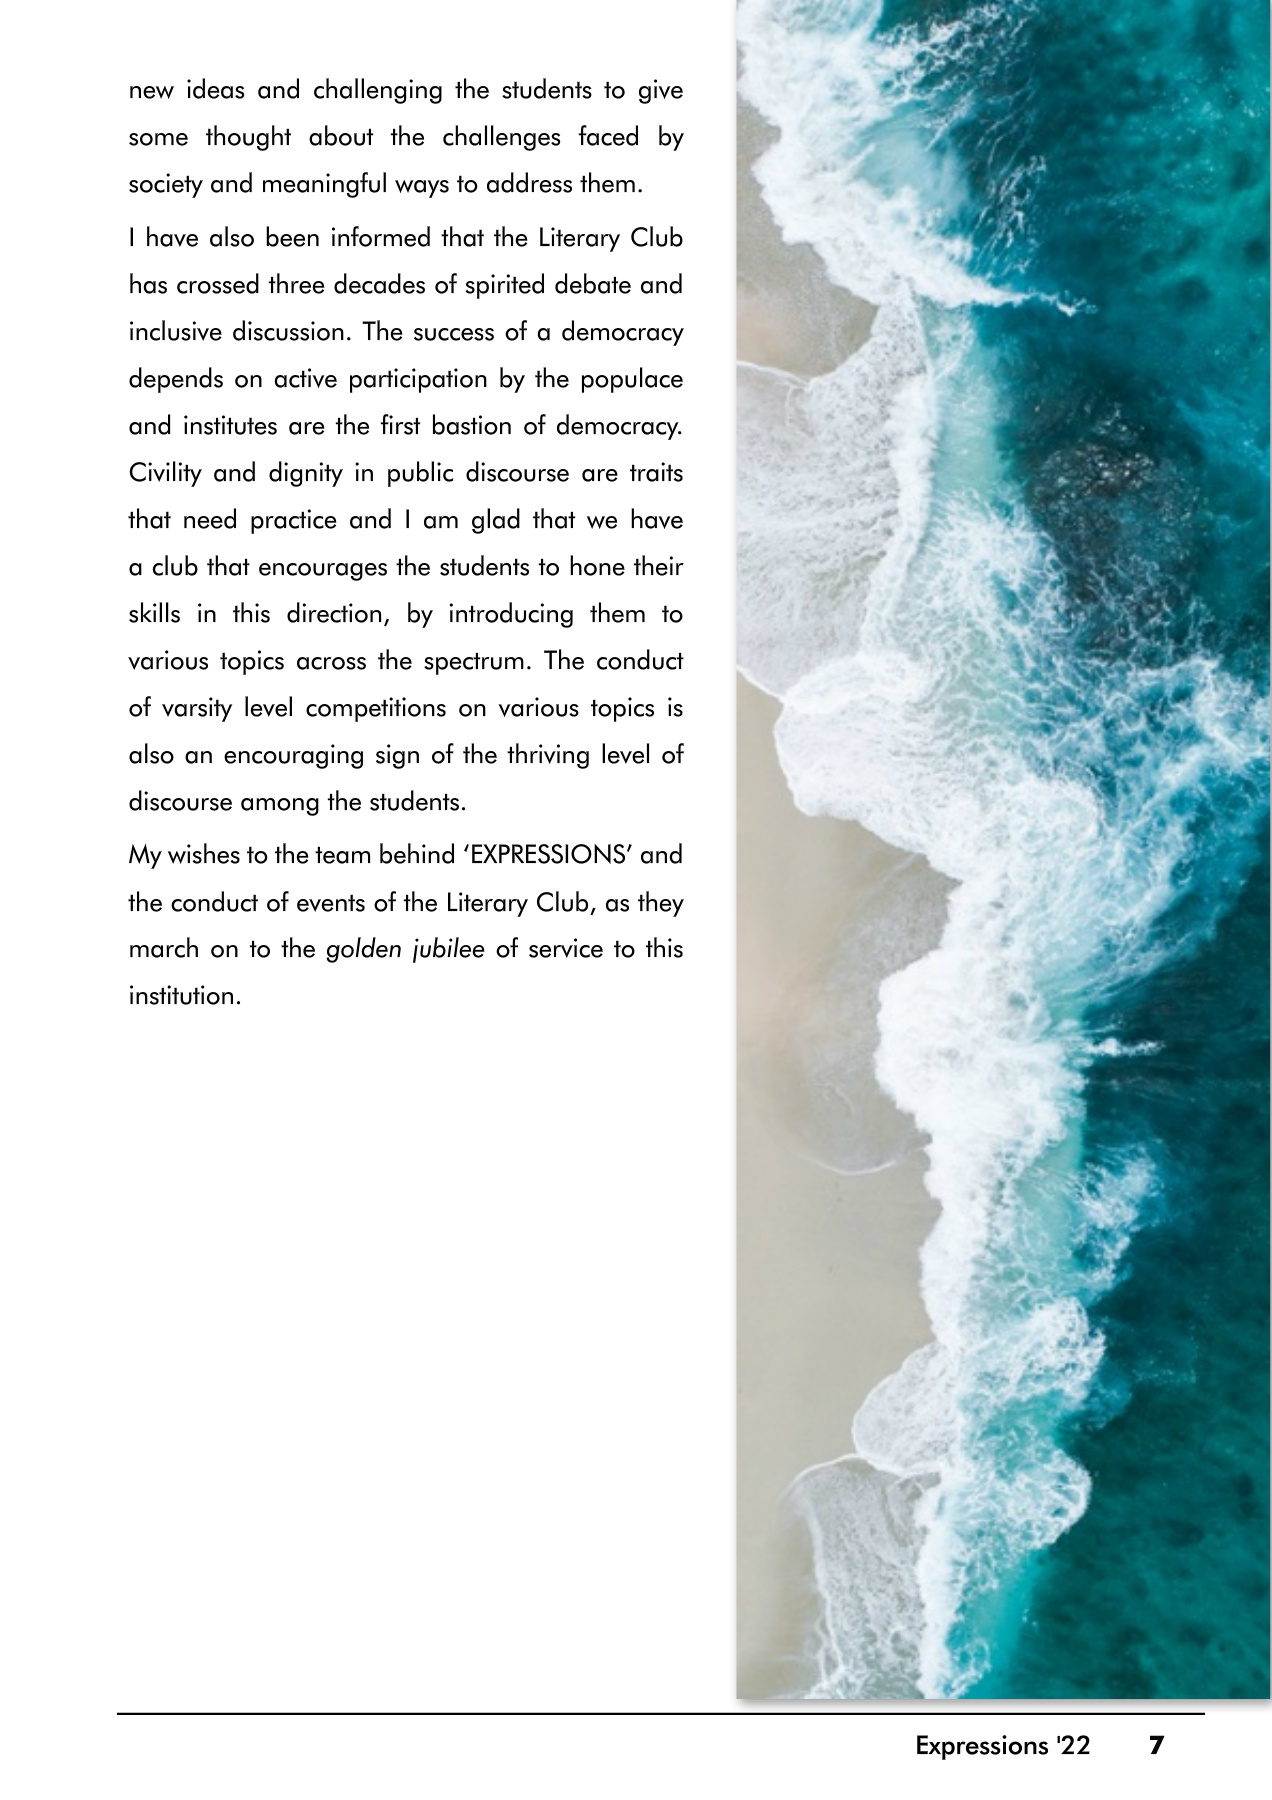 new ideas and challenging the students to give
some thought about the challenges faced by
society and meaningful ways to address them.
I have also been informed that the Literary Club
has crossed three decades of spirited debate and
inclusive discussion. The success of a democracy
depends on active participation by the populace
and institutes are the first bastion of democracy.
Civility and dignity in public discourse are traits
that need practice and I am glad that we have
a club that encourages the students to hone their
skills in this direction, by introducing them to
various topics across the spectrum. The conduct
of varsity level competitions on various topics is
also an encouraging sign of the thriving level of
discourse among the students.
My wishes to the team behind ‘EXPRESSIONS’ and
the conduct of events of the Literary Club, as they
march on to the golden jubilee of service to this
institution.
Expressions '22 7